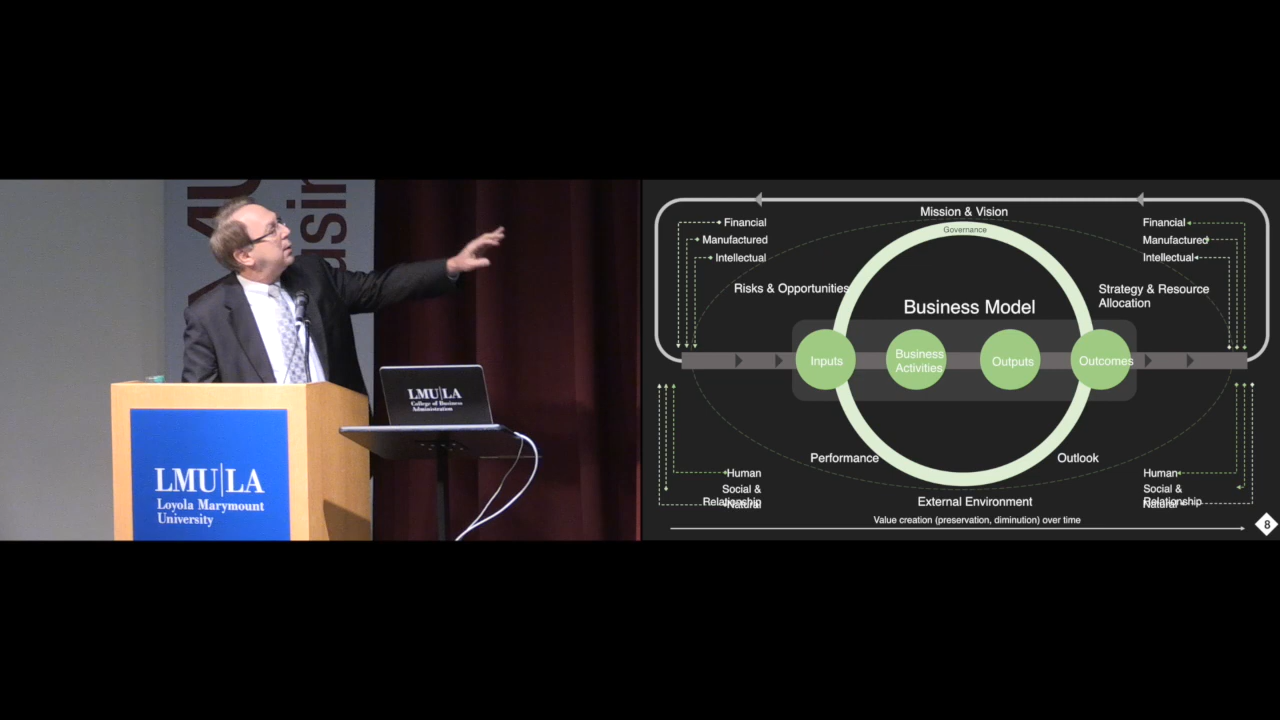 MU
usin
LMU|LA
College of Business
Administration
LMU|LA
Loyola Marymount
University
Mission & Vision
Governance
Financial
Manufactured
Intellectual
Financial
Manufactured
Intellectual
Risks & Opportunities
Strategy & Resource
Allocation
Business Model
Inputs
Business
Activities
Outputs
Outcomes
Performance
Outlook
Human
Social &
Relationship
Natural
Human
Social &
Relationship
Natural
External Environment
Value creation (preservation, diminution) over time
8